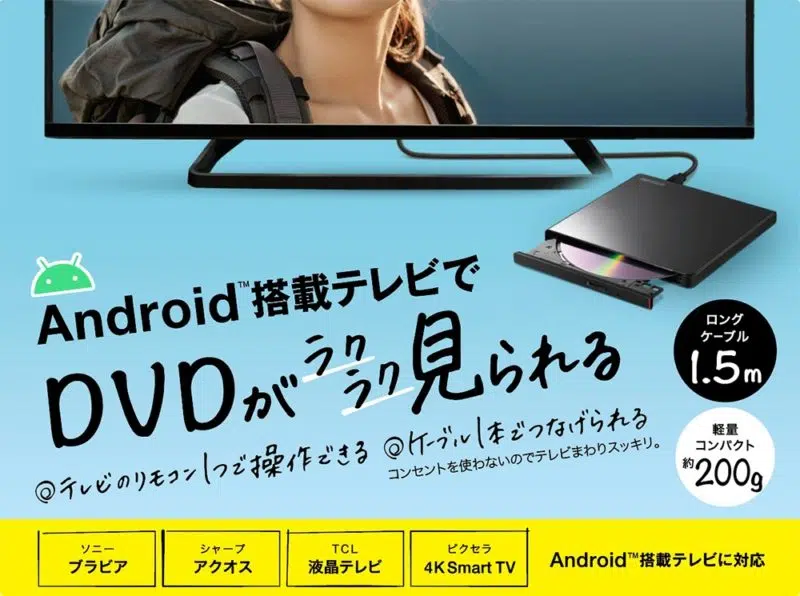 Android™搭載テレビで
DVDがラクラク見られる
◎テレビのリモコン1つで操作できる
◎ケーブル1本でつなげられる
コンセントを使わないのでテレビまわりスッキリ。
ロング
ケーブル
1.5m
軽量
コンパクト
約200g
ソニー
ブラビア
シャープ
アクオス
TCL
液晶テレビ
ピクセラ
4K Smart TV
Android™搭載テレビに対応